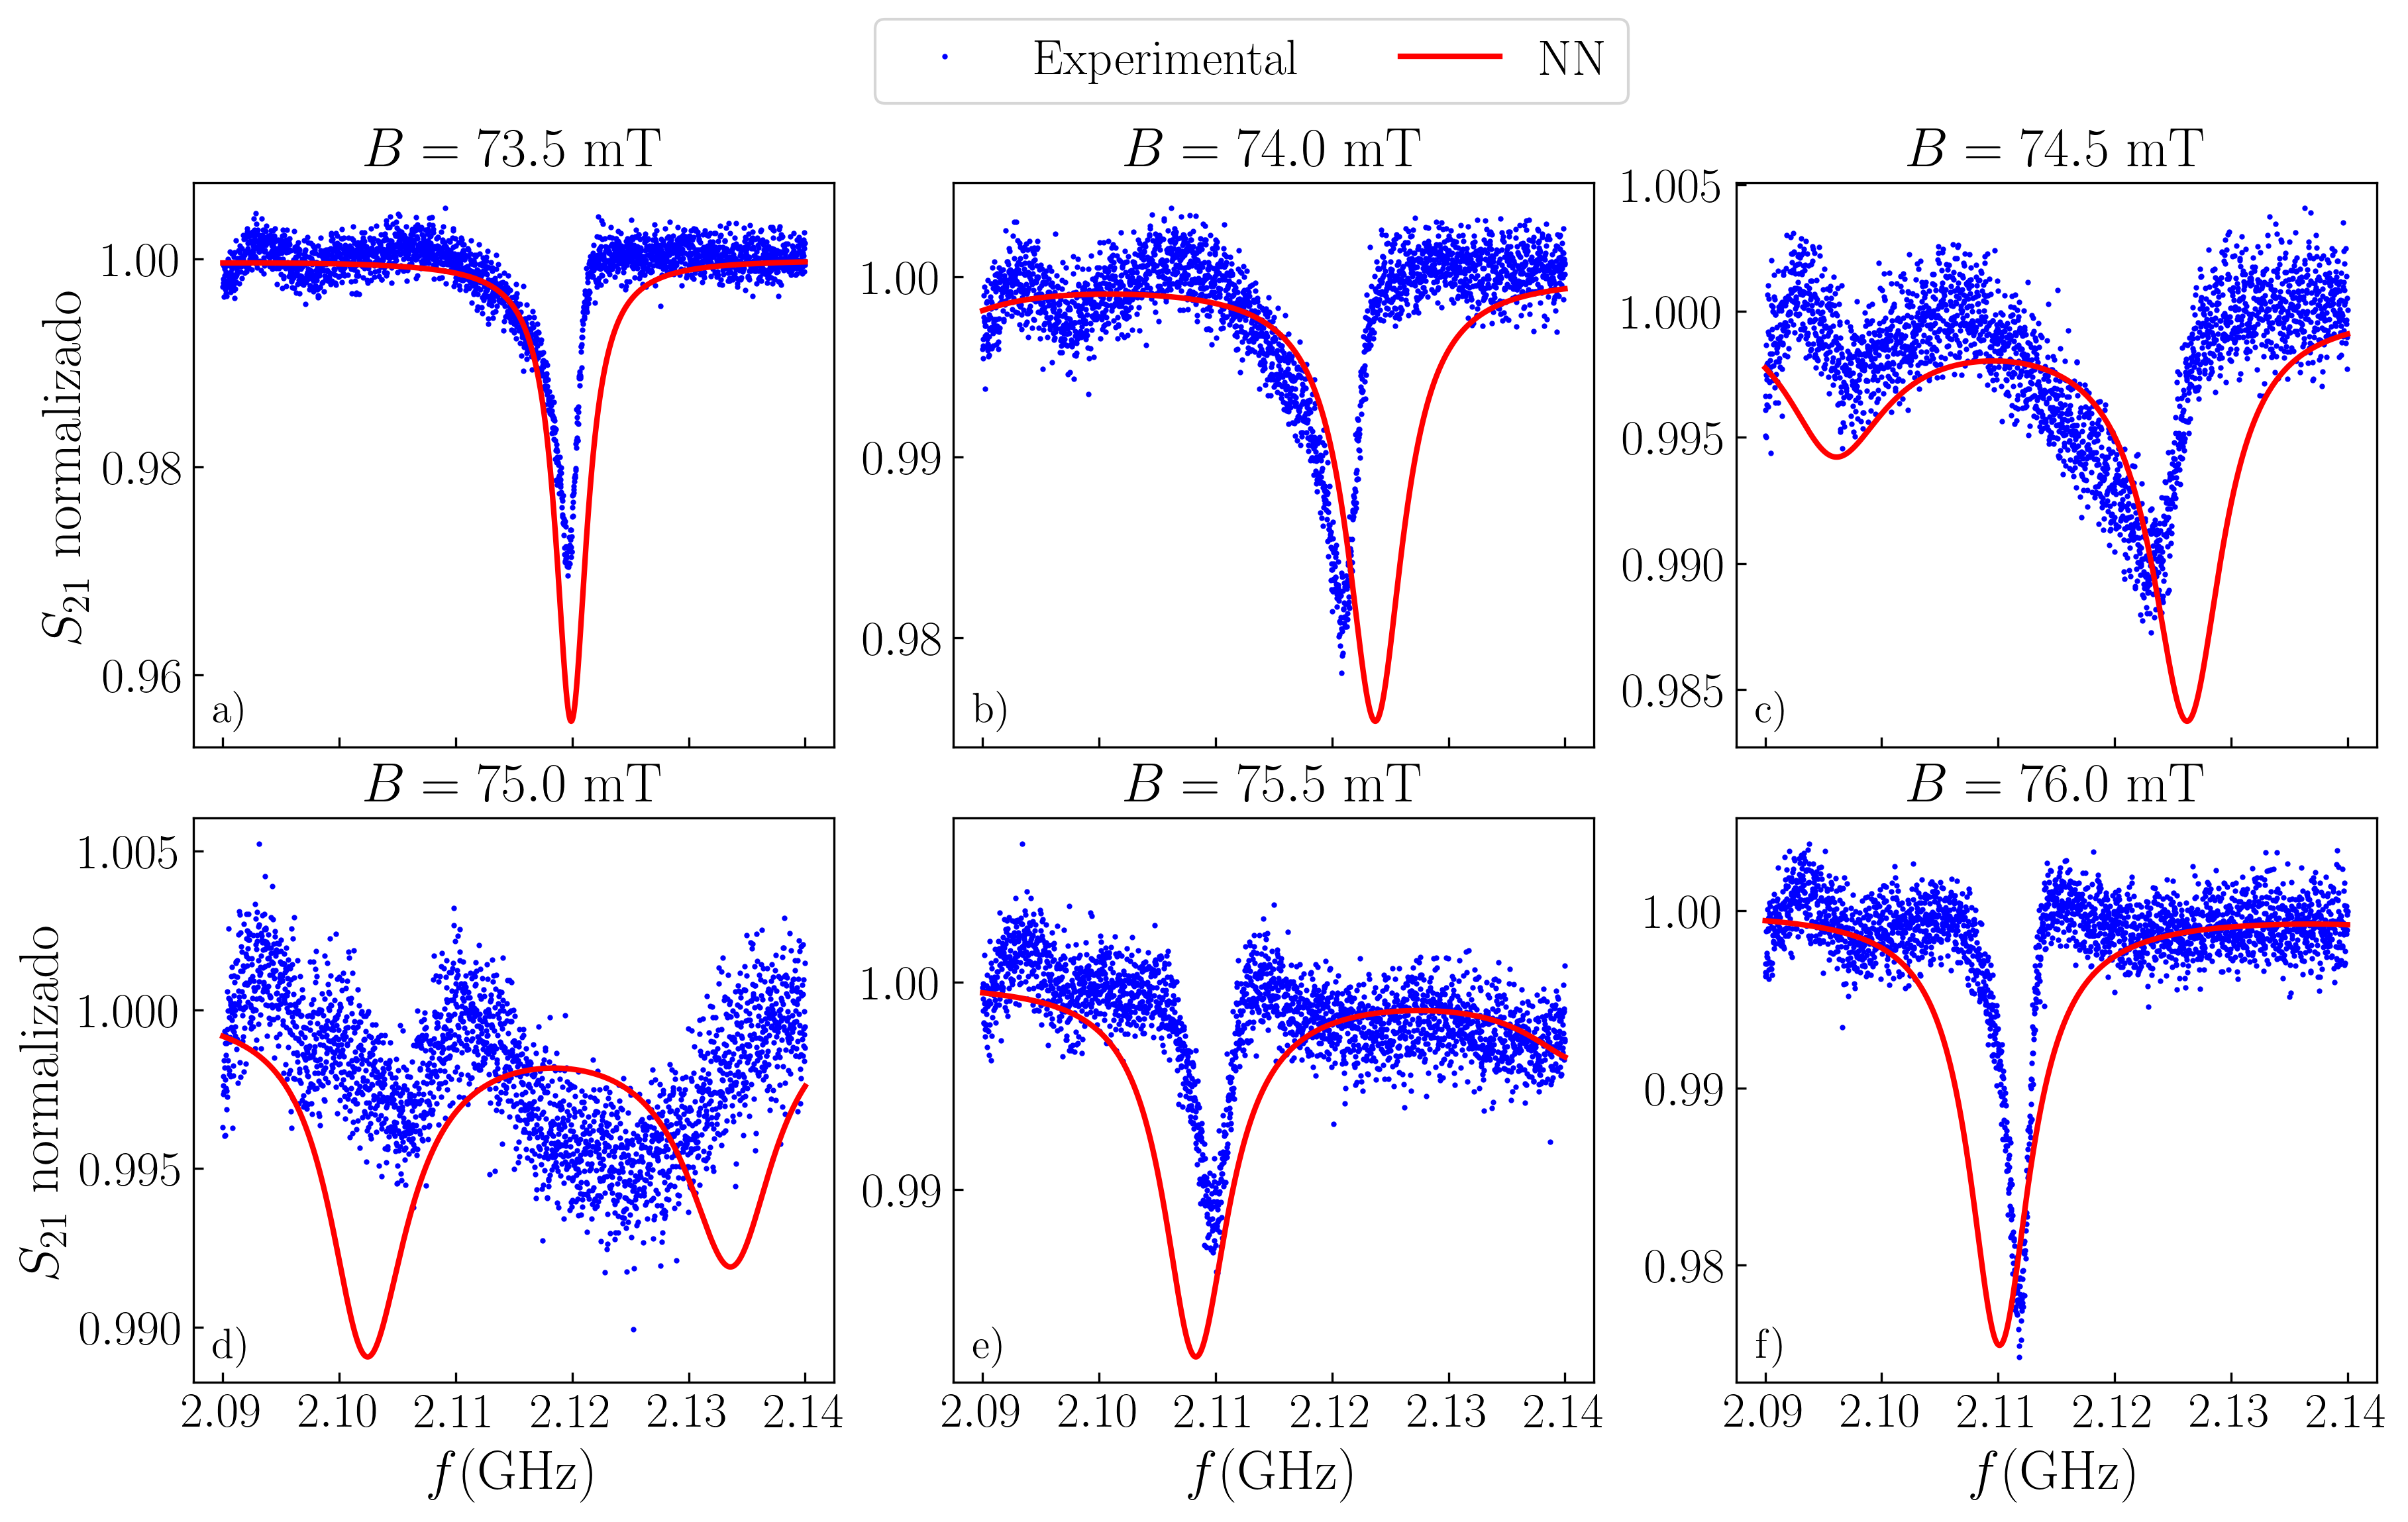 Experimental NN
B = 73.5 mT
B = 74.0 mT
B = 74.5 mT
S21 normalizado
1.00
0.98
0.96
a)
1.00
0.99
0.98
b)
1.005
1.000
0.995
0.990
0.985
c)
B = 75.0 mT
B = 75.5 mT
B = 76.0 mT
S21 normalizado
1.005
1.000
0.995
0.990
d)
1.00
0.99
e)
1.00
0.99
0.98
f)
2.09 2.10 2.11 2.12 2.13 2.14
2.09 2.10 2.11 2.12 2.13 2.14
2.09 2.10 2.11 2.12 2.13 2.14
f(GHz)
f(GHz)
f(GHz)